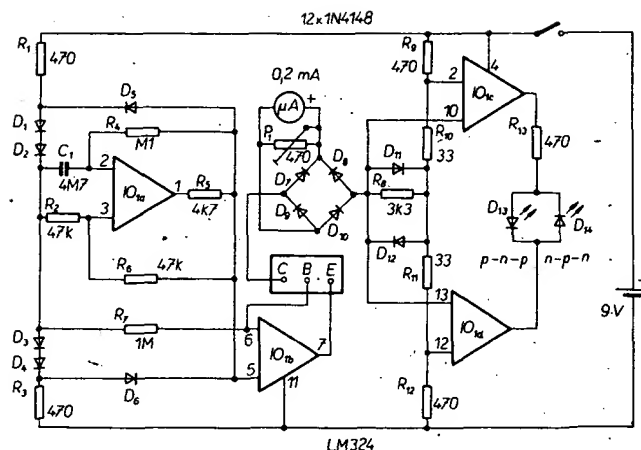 12x1N4148
R1
470
D5
R4
M1
D1
D2
C1
4M7
2
3
IO1a
1
R5
4k7
R2
47k
R6
47k
R7
1M
D3
D4
R3
470
D6
0,2 mA
μA
+
P1
470
D7
D8
D9
D10
C
B
E
6
5
IO1b
7
11
R9
470
2
10
IO1c
4
R10
33
D11
R8
3k3
D12
R11
33
13
12
IO1d
R12
470
R13
470
D13
D14
p-n-p
n-p-n
9 V
LM324